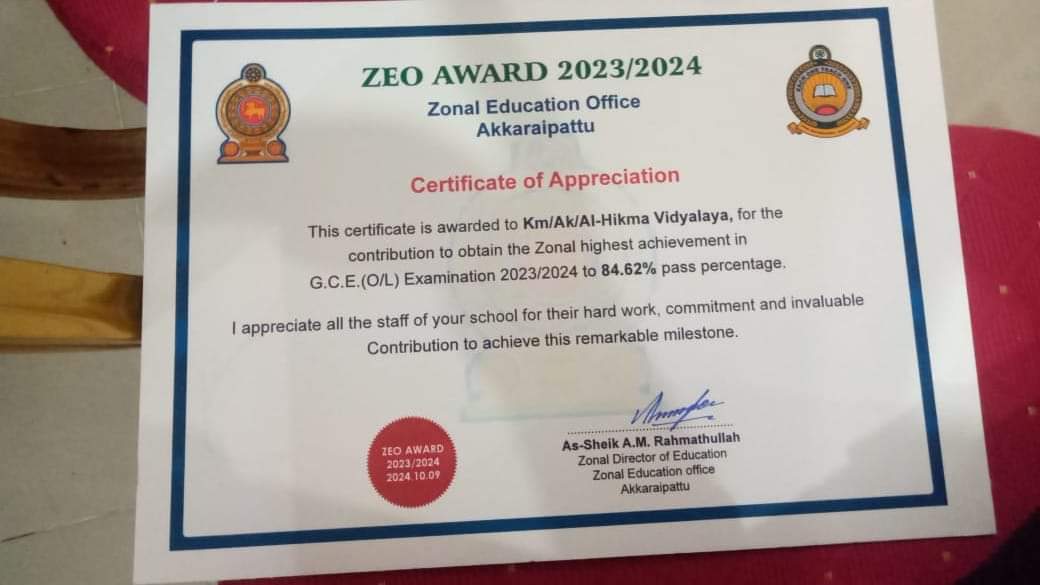 ZEO AWARD 2023/2024
Zonal Education Office
Akkaraipattu
EACH ONE TEACH ONE
Certificate of Appreciation
This certificate is awarded to Km/Ak/Al-Hikma Vidyalaya, for the
contribution to obtain the Zonal highest achievement in
G.C.E.(O/L) Examination 2023/2024 to 84.62% pass percentage.
I appreciate all the staff of your school for their hard work, commitment and invaluable
Contribution to achieve this remarkable milestone.
ZEO AWARD
2023/2024
2024.10.09
As-Sheik A.M. Rahmathullah
Zonal Director of Education
Zonal Education office
Akkaraipattu